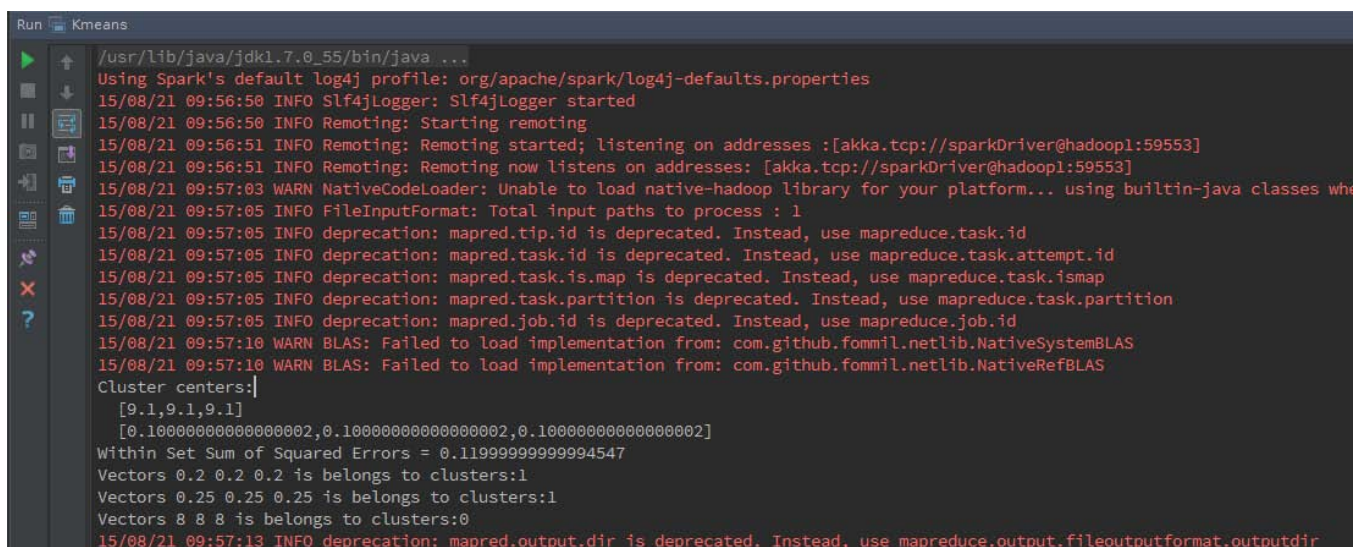 Run Kmeans
/usr/lib/java/jdk1.7.0_55/bin/java ...
Using Spark's default log4j profile: org/apache/spark/log4j-defaults.properties
15/08/21 09:56:50 INFO Slf4jLogger: Slf4jLogger started
15/08/21 09:56:50 INFO Remoting: Starting remoting
15/08/21 09:56:51 INFO Remoting: Remoting started; listening on addresses :[akka.tcp://sparkDriver@hadoop1:59553]
15/08/21 09:56:51 INFO Remoting: Remoting now listens on addresses: [akka.tcp://sparkDriver@hadoop1:59553]
15/08/21 09:57:03 WARN NativeCodeLoader: Unable to load native-hadoop library for your platform... using builtin-java classes whe
15/08/21 09:57:05 INFO FileInputFormat: Total input paths to process : 1
15/08/21 09:57:05 INFO deprecation: mapred.tip.id is deprecated. Instead, use mapreduce.task.id
15/08/21 09:57:05 INFO deprecation: mapred.task.id is deprecated. Instead, use mapreduce.task.attempt.id
15/08/21 09:57:05 INFO deprecation: mapred.task.is.map is deprecated. Instead, use mapreduce.task.ismap
15/08/21 09:57:05 INFO deprecation: mapred.task.partition is deprecated. Instead, use mapreduce.task.partition
15/08/21 09:57:05 INFO deprecation: mapred.job.id is deprecated. Instead, use mapreduce.job.id
15/08/21 09:57:10 WARN BLAS: Failed to load implementation from: com.github.fommil.netlib.NativeSystemBLAS
15/08/21 09:57:10 WARN BLAS: Failed to load implementation from: com.github.fommil.netlib.NativeRefBLAS
Cluster centers:
[9.1,9.1,9.1]
[0.10000000000000002,0.10000000000000002,0.10000000000000002]
Within Set Sum of Squared Errors = 0.11999999999994547
Vectors 0.2 0.2 0.2 is belongs to clusters:1
Vectors 0.25 0.25 0.25 is belongs to clusters:1
Vectors 8 8 8 is belongs to clusters:0
15/08/21 09:57:13 INFO deprecation: mapred.output.dir is deprecated. Instead, use mapreduce.output.fileoutputformat.outputdir